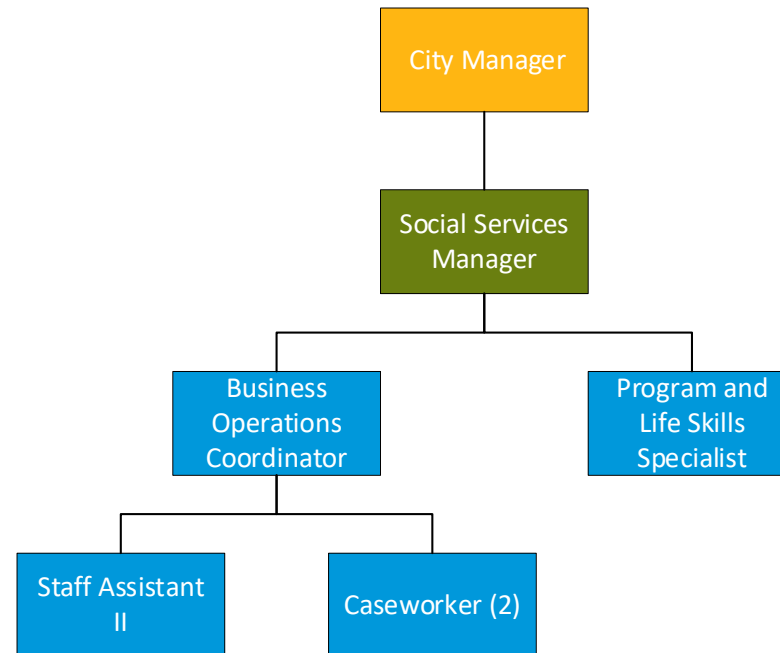 City Manager
Social Services
Manager
Business
Operations
Coordinator
Program and
Life Skills
Specialist
Staff Assistant
II
Caseworker (2)